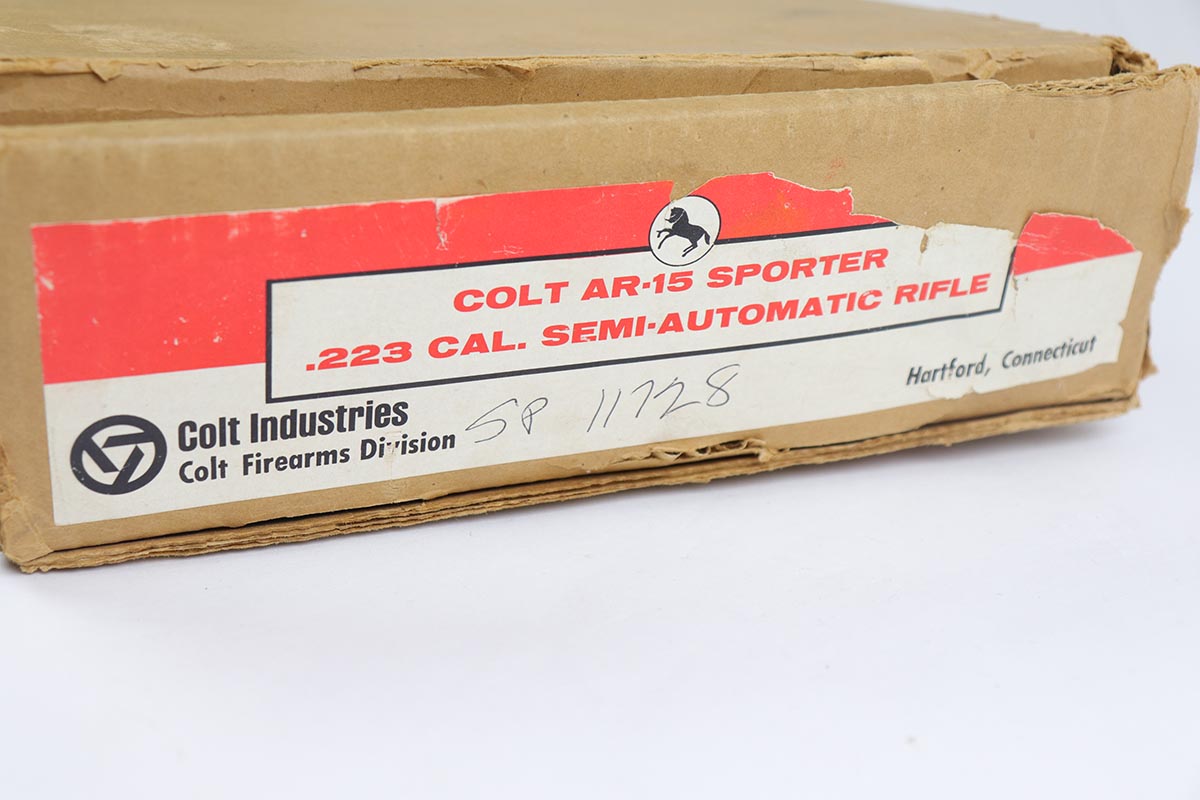 COLT AR-15 SPORTER
.223 CAL. SEMI-AUTOMATIC RIFLE
Colt Industries
Colt Firearms Division
SP 11728
Hartford, Connecticut